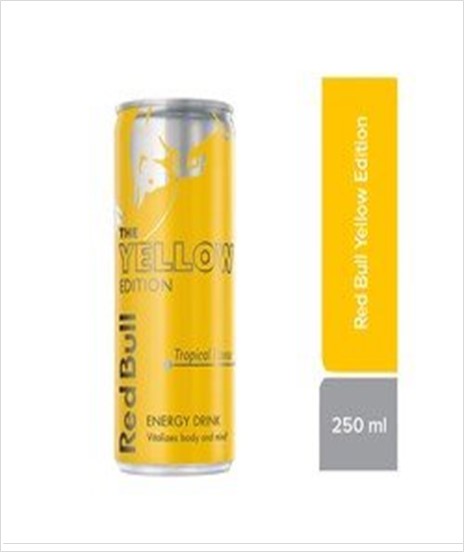 THE
YELLOW
EDITION
Red Bull
Tropical
ENERGY DRINK
Vitalizes body and mind®
Red Bull Yellow Edition
250 ml